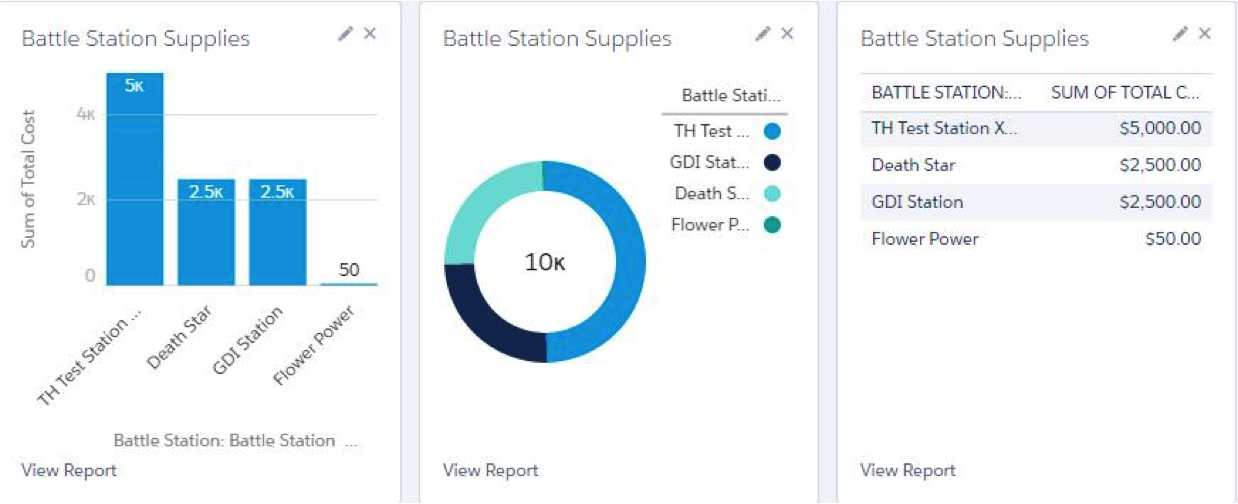 Battle Station Supplies
5K
4K
2.5K 2.5K
2K
50
0
Sum of Total Cost
TH Test Station ...
Death Star
GDI Station
Flower Power
Battle Station: Battle Station ...
View Report
Battle Station Supplies
Battle Stati...
TH Test ...
GDI Stat...
Death S...
Flower P...
10K
View Report
Battle Station Supplies
BATTLE STATION:... SUM OF TOTAL C...
TH Test Station X... $5,000.00
Death Star $2,500.00
GDI Station $2,500.00
Flower Power $50.00
View Report